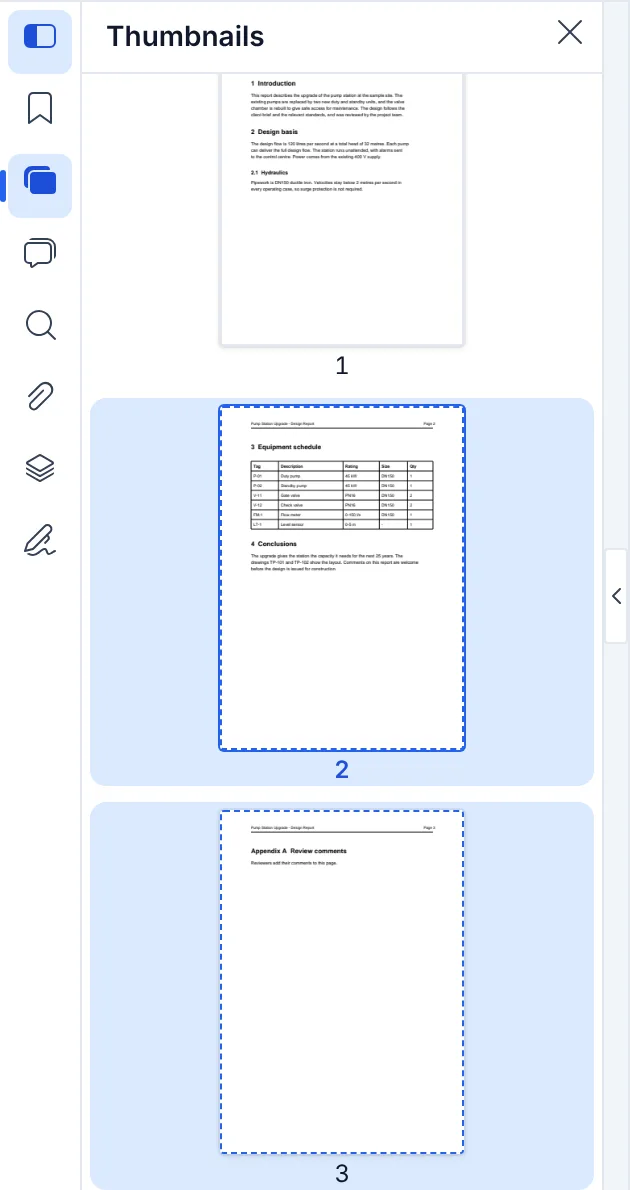 Thumbnails
1 Introduction
This report describes the upgrade of the pump station at the sample site. The
existing pumps are replaced by two new duty and standby units, and the valve
chamber is rebuilt to give safe access for maintenance. The design follows the
client brief and the relevant standards, and was reviewed by the project team.
2 Design basis
The design flow is 120 litres per second at a total head of 32 metres. Each pump
can deliver the full design flow. The station runs unattended, with alarms sent
to the control centre. Power comes from the existing 400 V supply.
2.1 Hydraulics
Pipework is DN150 ductile iron. Velocities stay below 2 metres per second in
every operating case, so surge protection is not required.
1
Pump Station Upgrade - Design Report Page 2
3 Equipment schedule
Tag Description Rating Size Qty
P-01 Duty pump 45 kW DN150 1
P-02 Standby pump 45 kW DN150 1
V-11 Gate valve PN16 DN150 2
V-12 Check valve PN16 DN150 2
FM-1 Flow meter DN150 1
LT-1 Level sensor 0-5 m - 1
4 Conclusions
The upgrade gives the station the capacity it needs for the next 25 years. The
drawings TP-101 and TP-102 show the layout. Comments on this report are welcome
before the design is issued for construction.
2
Pump Station Upgrade - Design Report Page 3
Appendix A Review comments
Reviewers add their comments to this page.
3